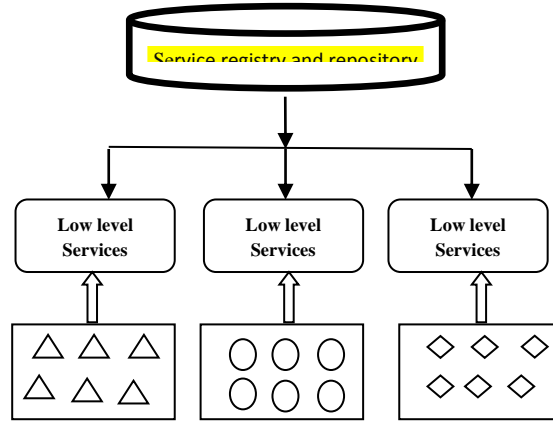 Service registry and repository
Low level
Services
Low level
Services
Low level
Services